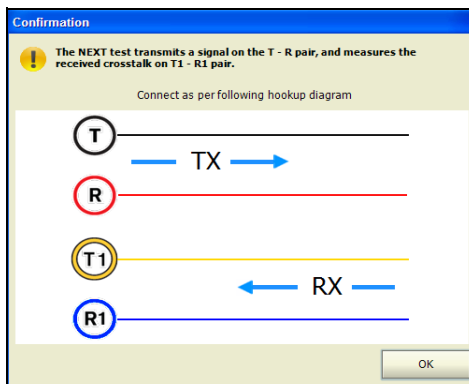 Confirmation
The NEXT test transmits a signal on the T - R pair, and measures the
received crosstalk on T1 - R1 pair.
Connect as per following hookup diagram
T
TX
R
T1
RX
R1
OK